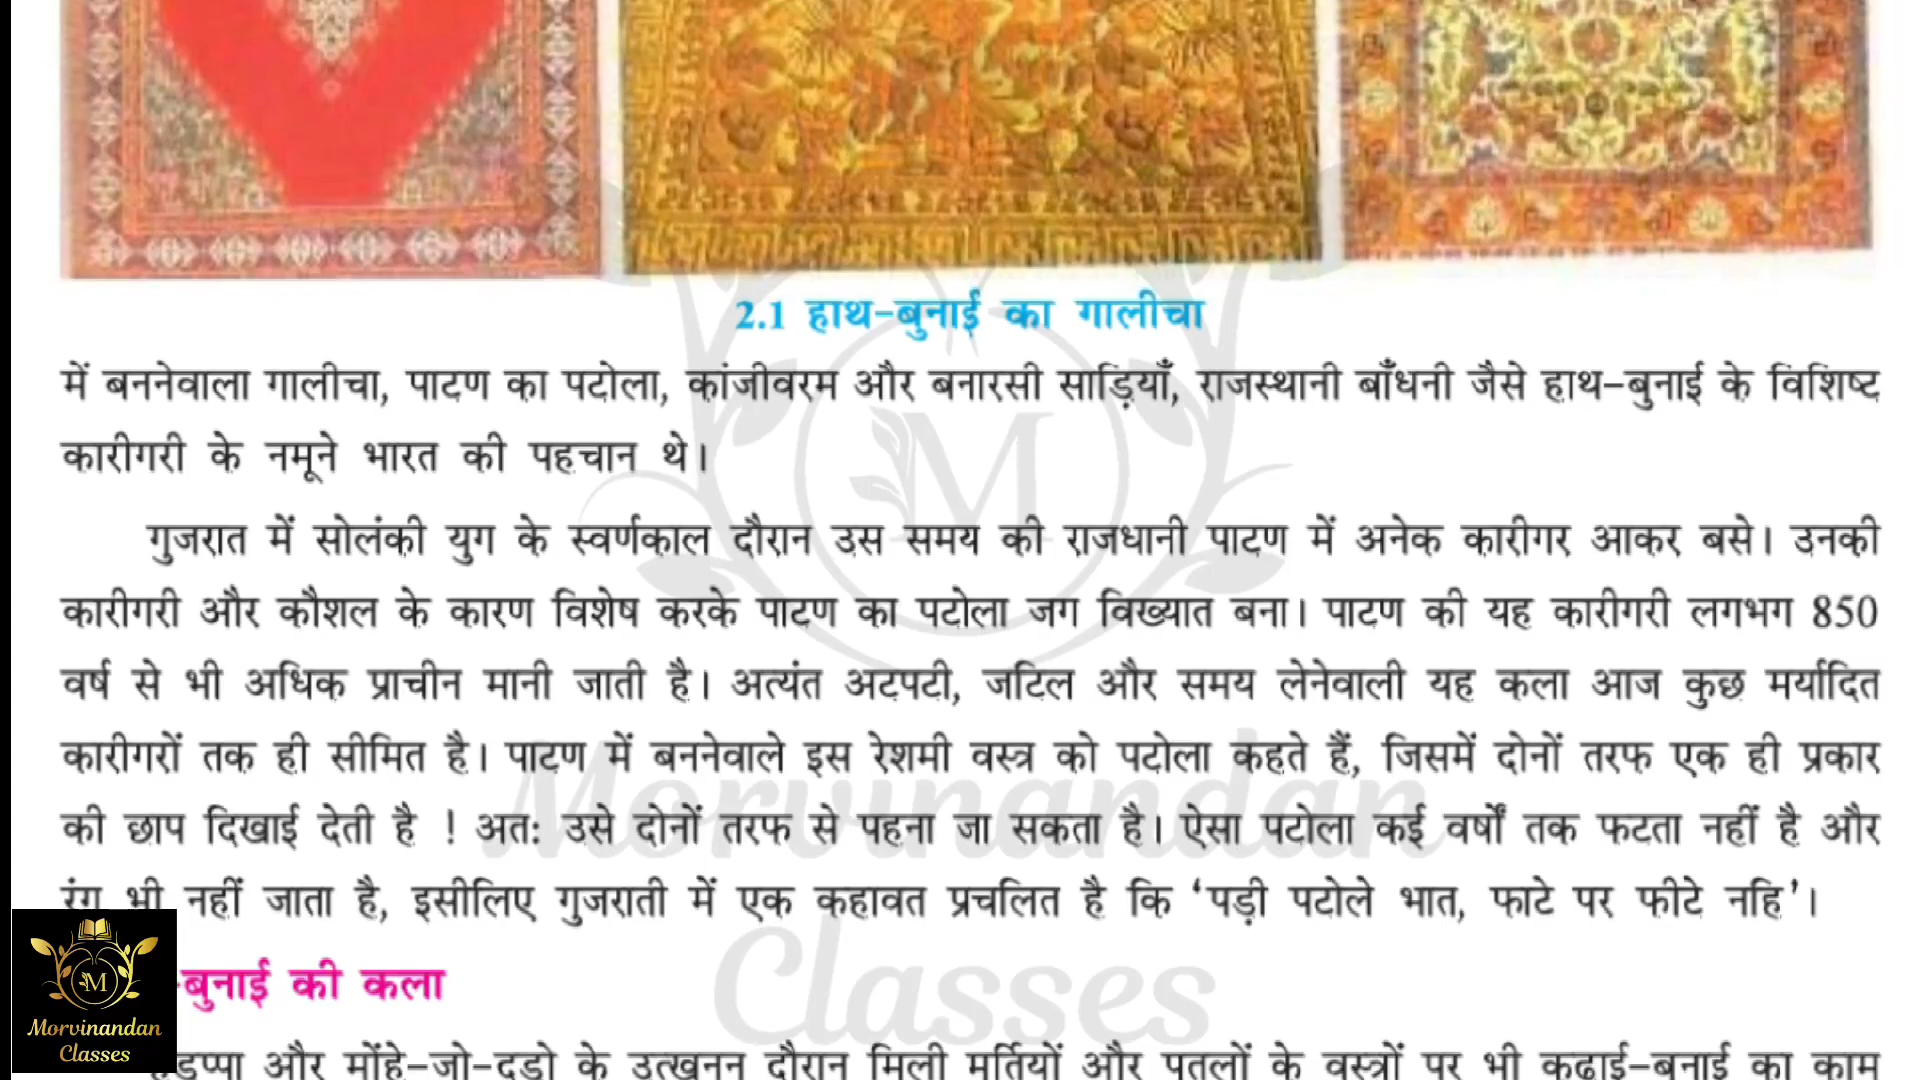 2.1 हाथ-बुनाई का गालीचा
में बननेवाला गालीचा, पाटण का पटोला, कांजीवरम और बनारसी साड़ियाँ, राजस्थानी बाँधनी जैसे हाथ-बुनाई के विशिष्ट
कारीगरी के नमूने भारत की पहचान थे।
गुजरात में सोलंकी युग के स्वर्णकाल दौरान उस समय की राजधानी पाटण में अनेक कारीगर आकर बसे। उनकी
कारीगरी और कौशल के कारण विशेष करके पाटण का पटोला जग विख्यात बना। पाटण की यह कारीगरी लगभग 850
वर्ष से भी अधिक प्राचीन मानी जाती है। अत्यंत अटपटी, जटिल और समय लेनेवाली यह कला आज कुछ मर्यादित
कारीगरों तक ही सीमित है। पाटण में बननेवाले इस रेशमी वस्त्र को पटोला कहते हैं, जिसमें दोनों तरफ एक ही प्रकार
की छाप दिखाई देती है ! अतः उसे दोनों तरफ से पहना जा सकता है। ऐसा पटोला कई वर्षों तक फटता नहीं है और
रंग भी नहीं जाता है, इसीलिए गुजराती में एक कहावत प्रचलित है कि ‘पड़ी पटोले भात, फाटे पर फीटे नहि’।
-बुनाई की कला
और मोंहे-जो-दड़ो के उत्खनन दौरान मिली मूर्तियों और पुतलों के वस्त्रों पर भी कढ़ाई-बुनाई का काम
M
Morvinandan
Classes
M
Morvinandan
Classes